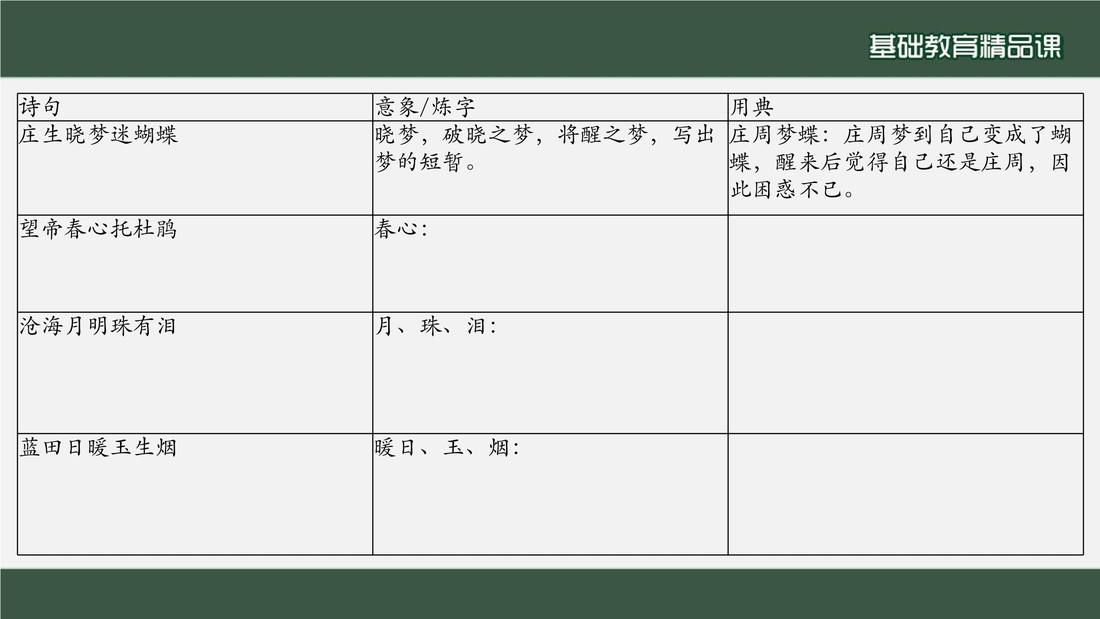 基础教育精品课
诗句
意象/炼字
用典
庄生晓梦迷蝴蝶
晓梦，破晓之梦，将醒之梦，写出
梦的短暂。
庄周梦蝶：庄周梦到自己变成了蝴
蝶，醒来后觉得自己还是庄周，因
此困惑不已。
望帝春心托杜鹃
春心：
沧海月明珠有泪
月、珠、泪：
蓝田日暖玉生烟
暖日、玉、烟：